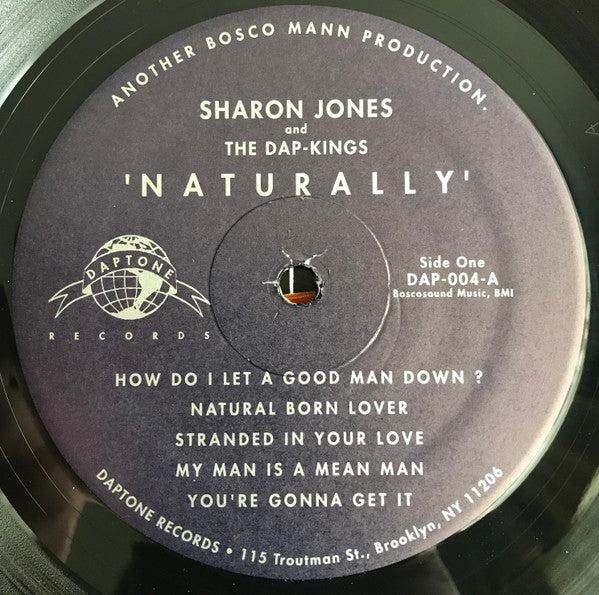 ANOTHER BOSCO MANN PRODUCTION.
SHARON JONES
and
THE DAP-KINGS
'NATURALLY'
DAPTONE
RECORDS
Side One
DAP-004-A
Boscosound Music, BMI
HOW DO I LET A GOOD MAN DOWN ?
NATURAL BORN LOVER
STRANDED IN YOUR LOVE
MY MAN IS A MEAN MAN
YOU'RE GONNA GET IT
DAPTONE RECORDS • 115 Troutman St., Brooklyn, NY 11206